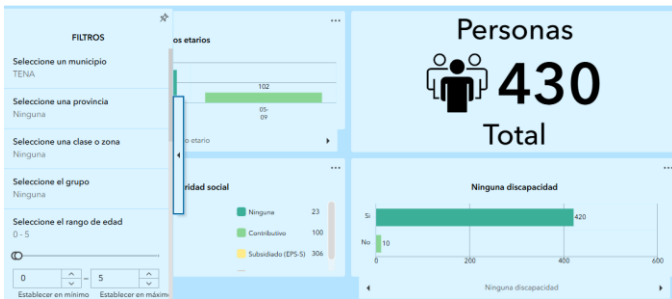 FILTROS
Seleccione un municipio
TENA
Seleccione una provincia
Ninguna
Seleccione una clase o zona
Ninguna
Seleccione el grupo
Ninguna
Seleccione el rango de edad
0 - 5
0 – 5
Establecer en mínimo Establecer en máxim
os etarios
102
05-
09
o etario
Personas
430
Total
ridad social
Ninguna 23
Contributivo 100
Subsidiado (EPS-S) 306
Ninguna discapacidad
Si 420
No 10
0 200 400 600
Ninguna discapacidad